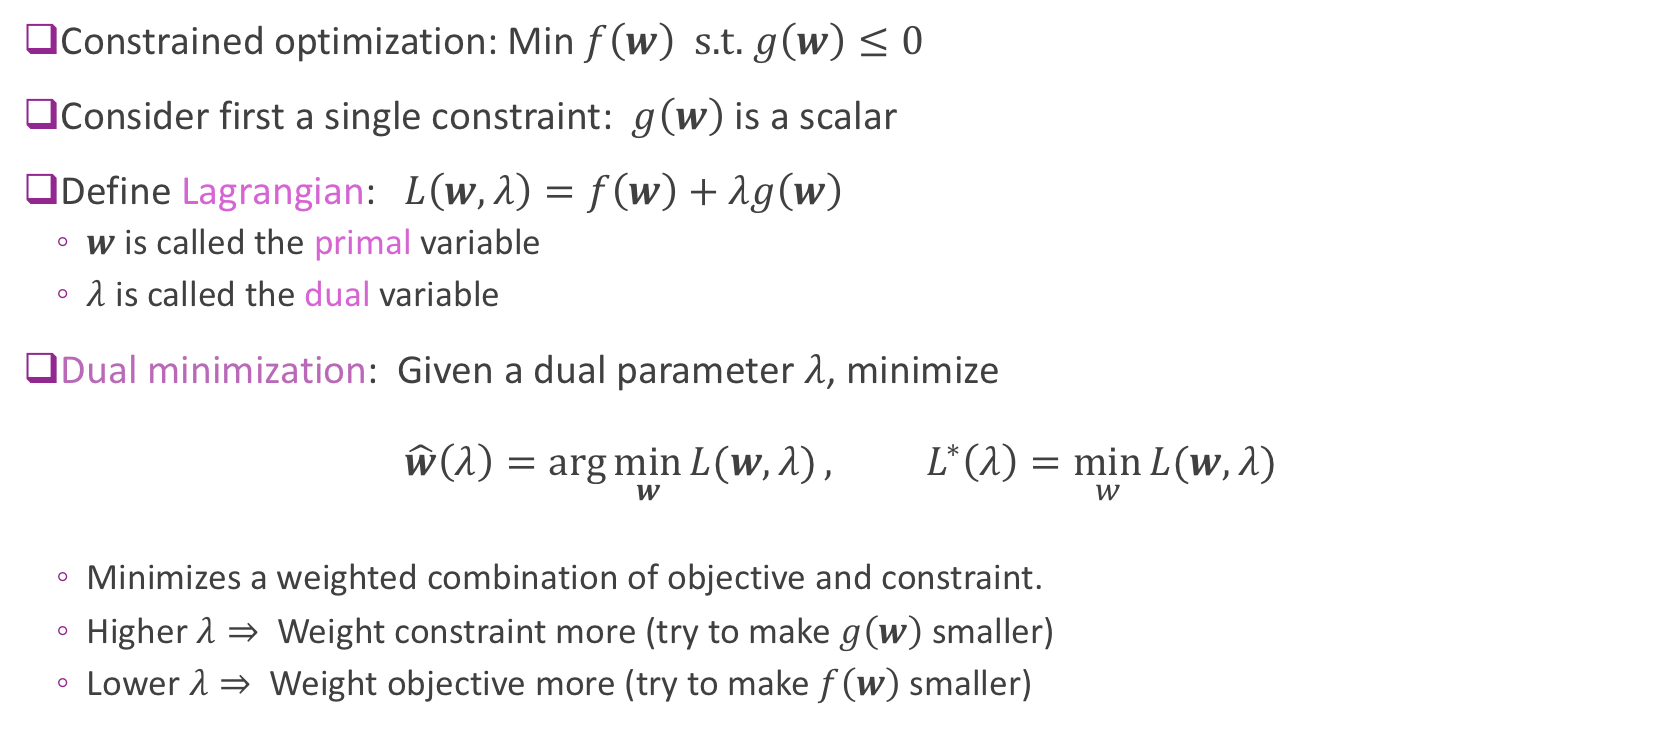 ❑Constrained optimization: Min f(w) s.t. g(w) ≤ 0
❑Consider first a single constraint: g(w) is a scalar
❑Define Lagrangian: L(w, λ) = f(w) + λg(w)
◦ w is called the primal variable
◦ λ is called the dual variable
❑Dual minimization: Given a dual parameter λ, minimize
ŵ(λ) = arg min L(w, λ), L*(λ) = min L(w, λ)
w w
◦ Minimizes a weighted combination of objective and constraint.
◦ Higher λ ⇒ Weight constraint more (try to make g(w) smaller)
◦ Lower λ ⇒ Weight objective more (try to make f(w) smaller)